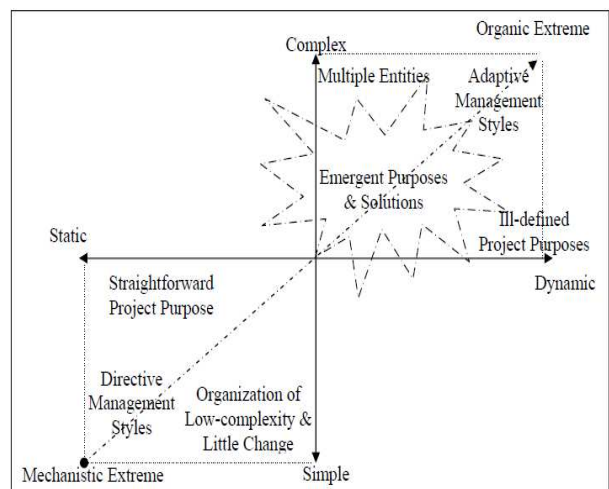 Organic Extreme
Complex
Multiple Entities
Adaptive
Management
Styles
Emergent Purposes
& Solutions
Ill-defined
Project Purposes
Static
Dynamic
Straightforward
Project Purpose
Directive
Management
Styles
Organization of
Low-complexity &
Little Change
Mechanistic Extreme
Simple